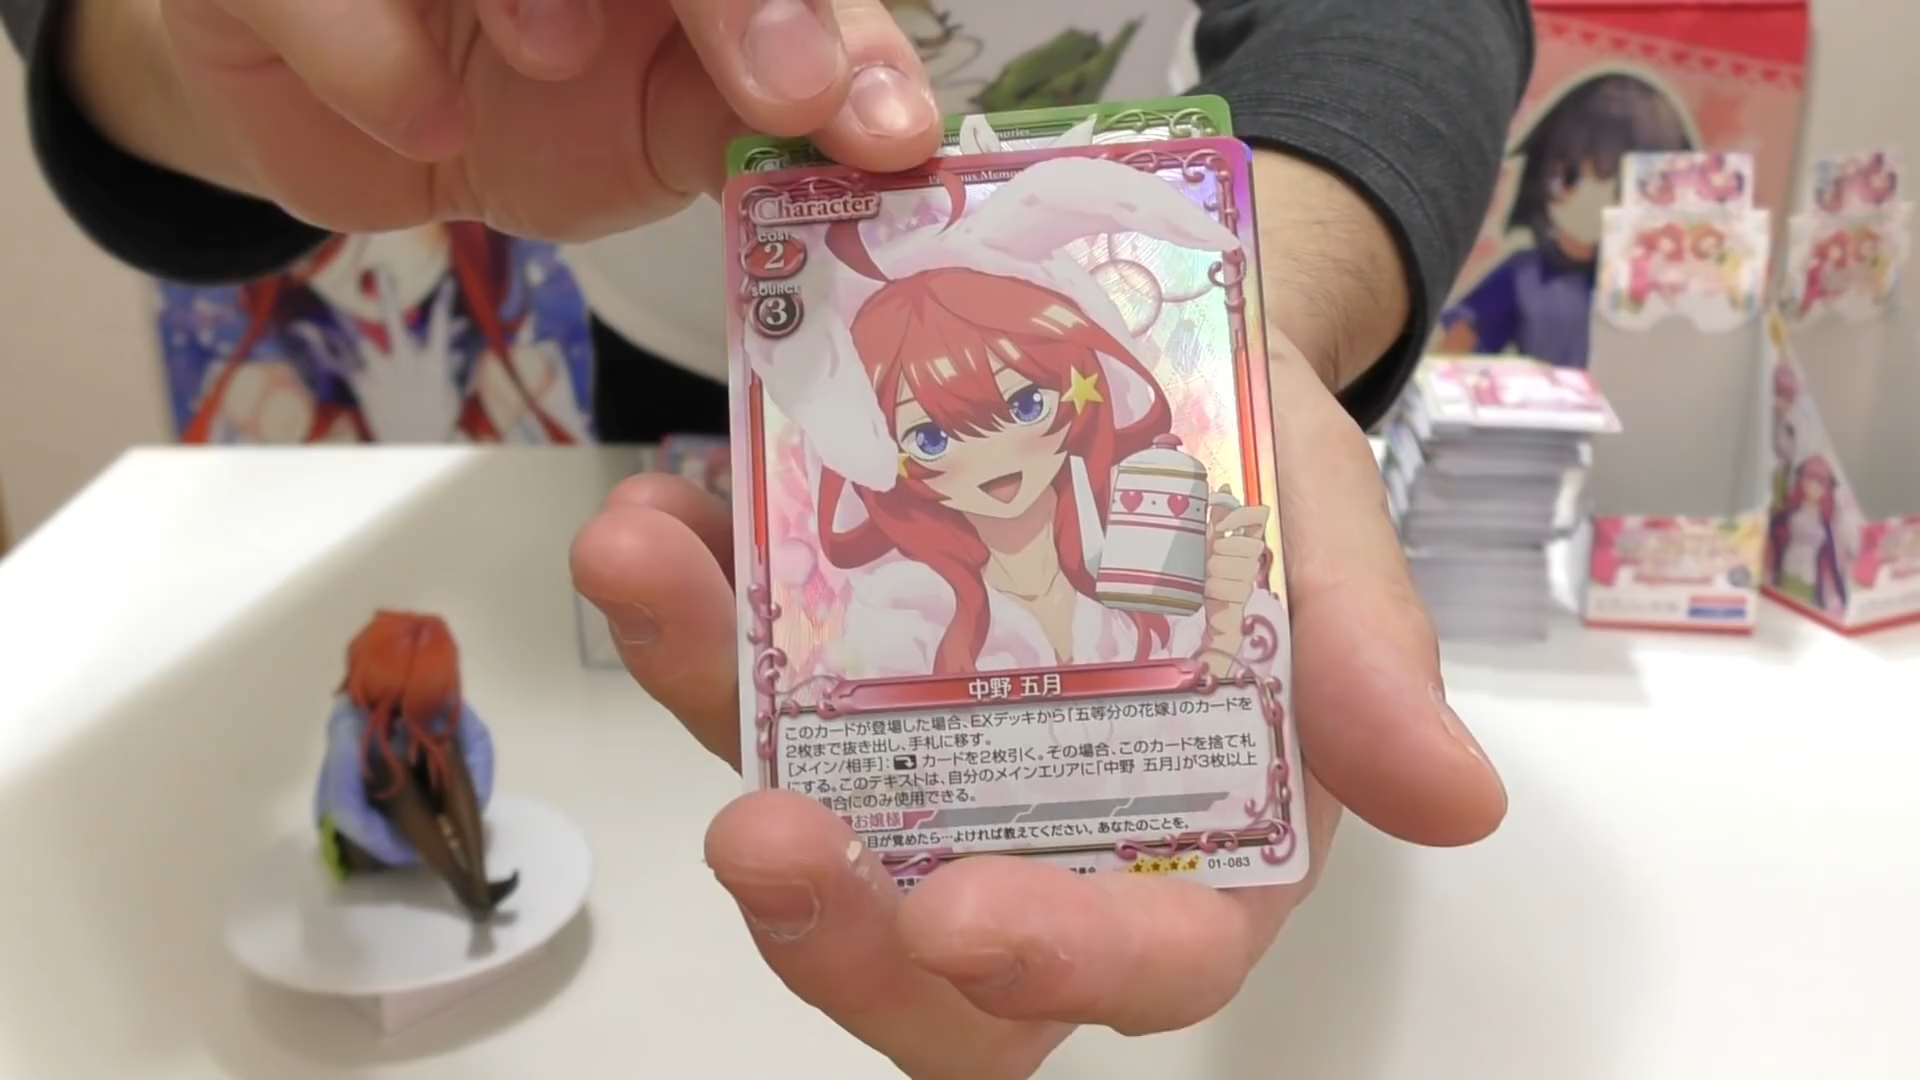 Character
COST
2
SOURCE
3
中野 五月
このカードが登場した場合、EXデッキから「五等分の花嫁」のカードを
2枚まで抜き出し、手札に移す。
[メイン/相手]: カードを2枚引く。その場合、このカードを捨て札
にする。このテキストは、自分のメインエリアに「中野 五月」が3枚以上
場合にのみ使用できる。
お嬢様
目が覚めたら…よければ教えてください。あなたのことを。
01-083